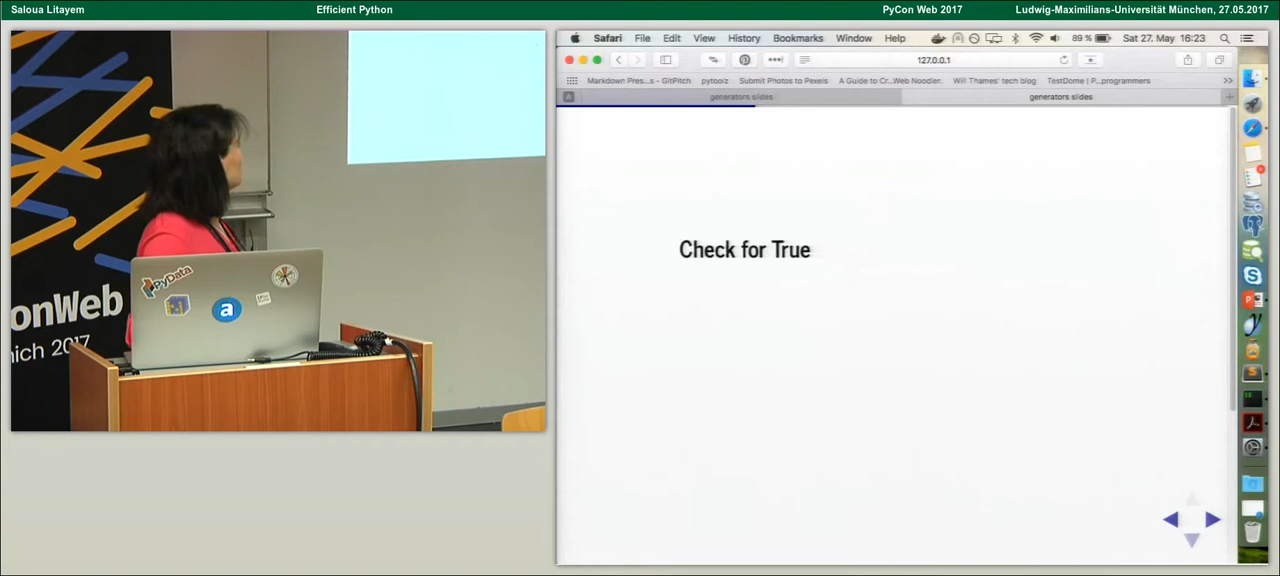 Saloua Litayem
Efficient Python
PyCon Web 2017
Ludwig-Maximilians-Universität München, 27.05.2017
Safari File Edit View History Bookmarks Window Help
89 % Sat 27. May 16:23
127.0.0.1
Markdown Pres...s - GitPitch pytooiz Submit Photos to Pexels A Guide to Cr...Web Noodler. Will Thames' tech blog TestDome | P...programmers
generators slides
generators slides
Check for True
PyData
a
onWeb
nich 2017